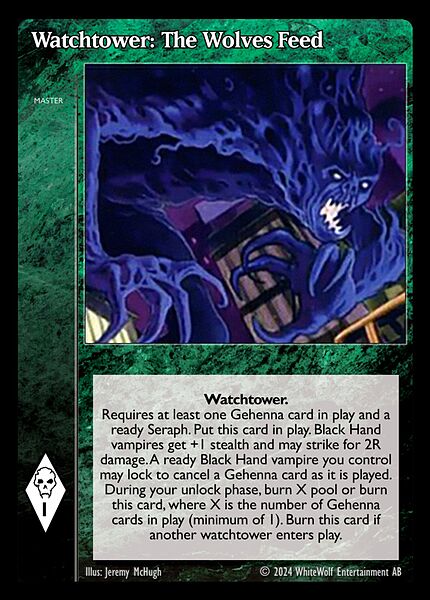 Watchtower: The Wolves Feed
MASTER
Watchtower.
Requires at least one Gehenna card in play and a
ready Seraph. Put this card in play. Black Hand
vampires get +1 stealth and may strike for 2R
damage. A ready Black Hand vampire you control
may lock to cancel a Gehenna card as it is played.
During your unlock phase, burn X pool or burn
this card, where X is the number of Gehenna
cards in play (minimum of 1). Burn this card if
another watchtower enters play.
1
Illus: Jeremy McHugh
© 2024 WhiteWolf Entertainment AB